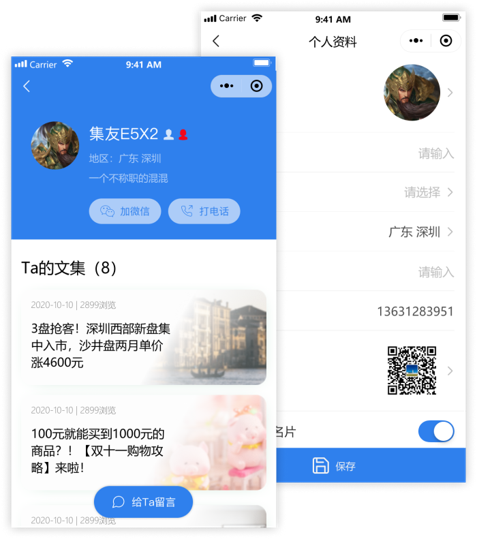 Carrier
9:41 AM
个人资料
请输入
请选择
广东 深圳
请输入
13631283951
名片
保存
Carrier
9:41 AM
集友E5X2
地区：广东 深圳
一个不称职的混混
加微信
打电话
Ta的文集（8）
2020-10-10 | 2899浏览
3盘抢客！深圳西部新盘集
中入市，沙井盘两月单价
涨4600元
2020-10-10 | 2899浏览
100元就能买到1000元的
商品？！【双十一购物攻
略】来啦！
给Ta留言
2020-10-10 | 2899浏览